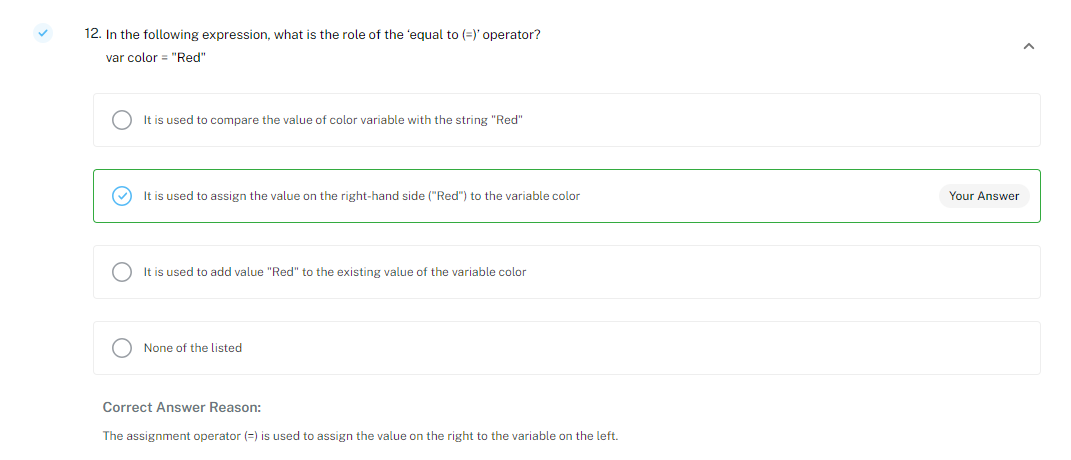 12. In the following expression, what is the role of the ‘equal to (=)’ operator?
var color = "Red"
It is used to compare the value of color variable with the string "Red"
It is used to assign the value on the right-hand side ("Red") to the variable color
Your Answer
It is used to add value "Red" to the existing value of the variable color
None of the listed
Correct Answer Reason:
The assignment operator (=) is used to assign the value on the right to the variable on the left.